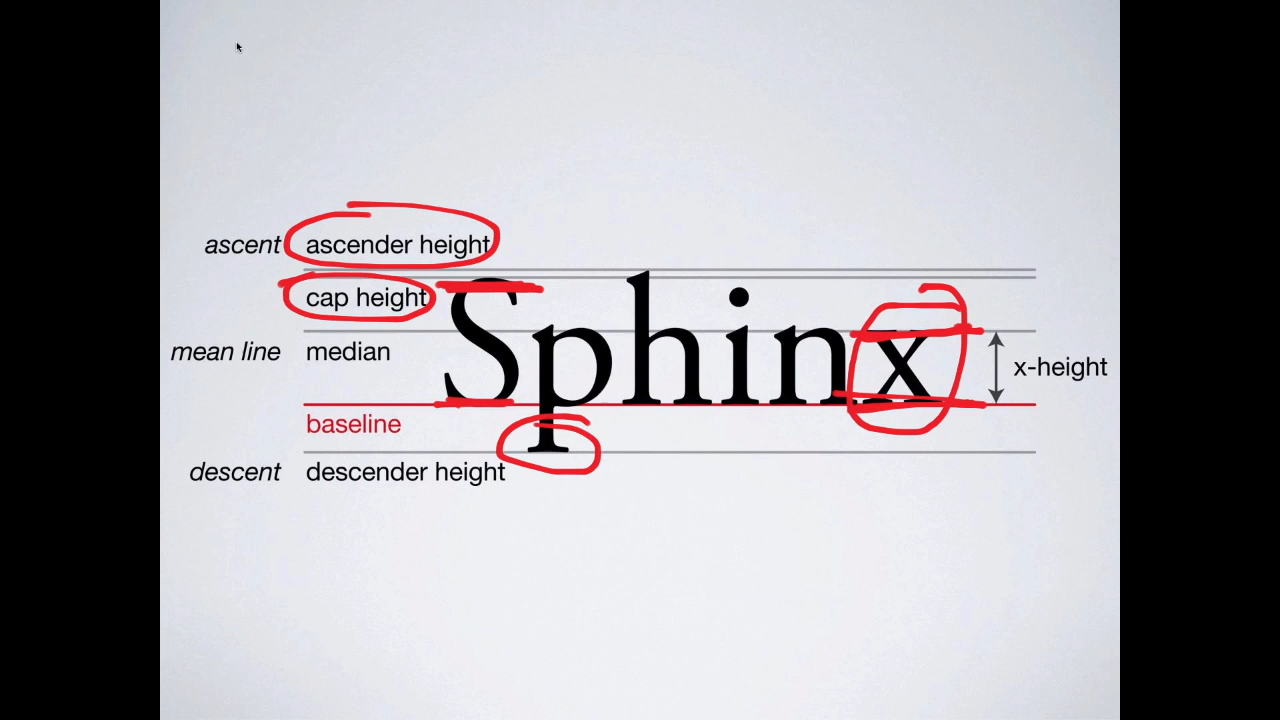 ascent ascender height
cap height
Sphinx
mean line median
x-height
baseline
descent descender height